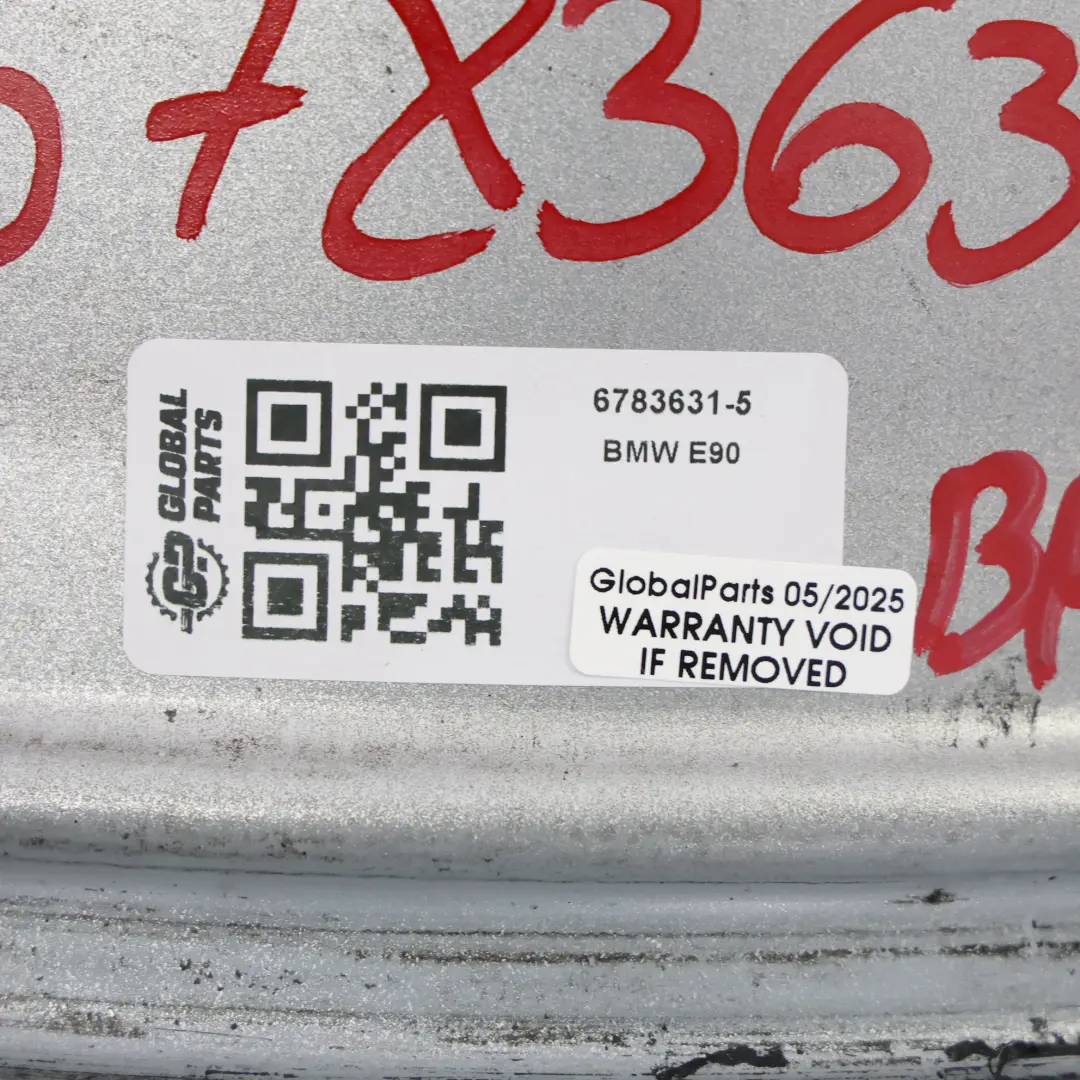 78363
6783631-5
BMW E90
GLOBAL
PARTS
GlobalParts 05/2025
WARRANTY VOID
IF REMOVED